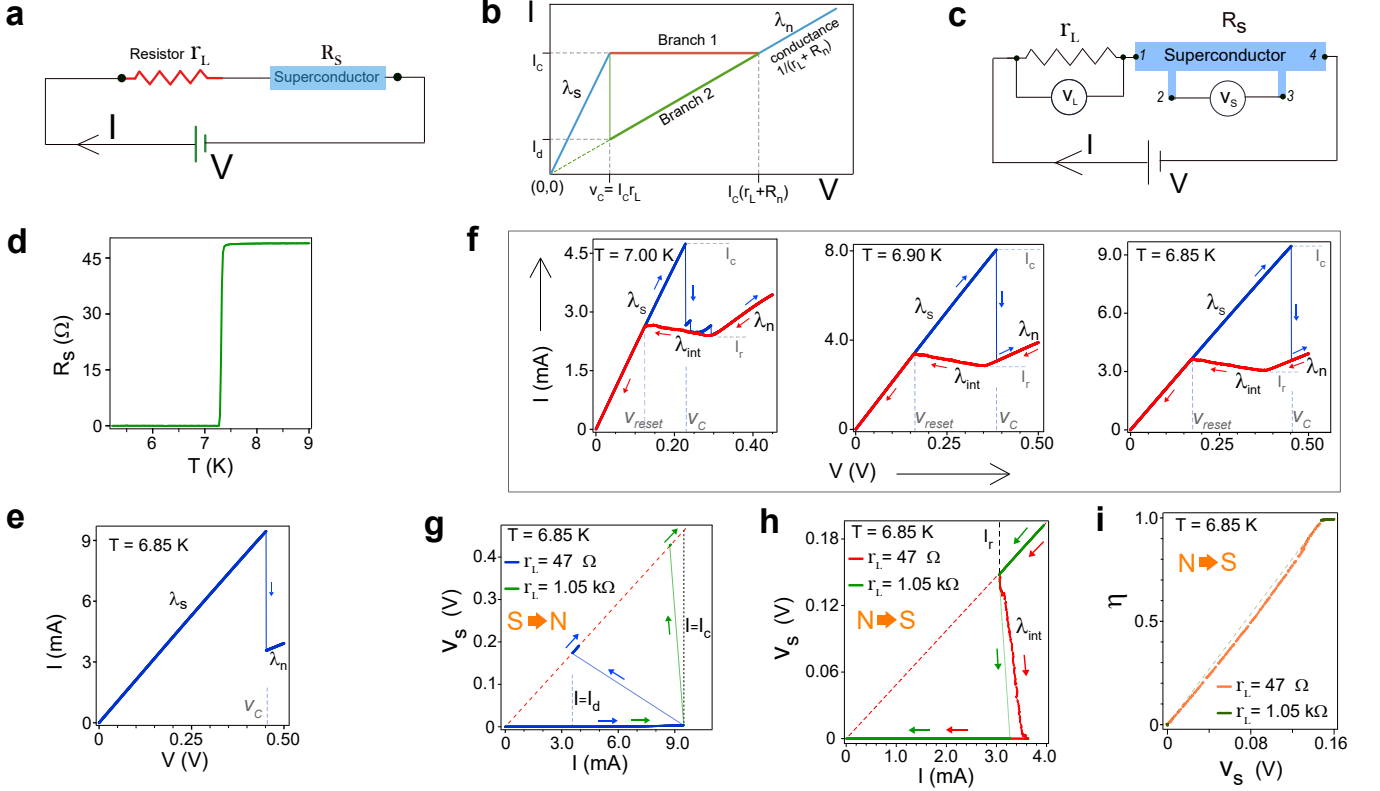 a
Resistor r_L
R_S
Superconductor
I
V
b
I
λ_n
Branch 1
conductance
1/(r_L+ R_n)
I_c
λ_s
Branch 2
I_d
(0,0)
v_c= I_c r_L
I_c(r_L+R_n)
V
c
r_L
R_s
1
Superconductor
4
V_L
2
V_s
3
I
V
d
R_s (Ω)
45
30
15
0
6
7
8
9
T (K)
e
I (mA)
9
6
3
0
T = 6.85 K
λ_s
λ_n
V_C
0
0.25
0.50
V (V)
f
I (mA)
4.5
3.0
1.5
0
T = 7.00 K
I_c
λ_s
λ_n
λ_int
I_r
V_reset
V_C
0
0.20
0.40
8.0
4.0
0
T = 6.90 K
I_c
λ_s
λ_n
λ_int
I_r
V_reset
V_C
0
0.25
0.50
9.0
6.0
3.0
0
T = 6.85 K
I_c
λ_s
λ_n
λ_int
I_r
V_reset
V_C
0
0.25
0.50
V (V)
g
V_s (V)
0.4
0.3
0.2
0.1
0
T = 6.85 K
r_L= 47 Ω
r_L= 1.05 kΩ
S N
I=I_c
I=I_d
0
3.0
6.0
9.0
I (mA)
h
V_s (V)
0.18
0.12
0.06
0
T = 6.85 K
I_r
r_L= 47 Ω
r_L= 1.05 kΩ
N S
λ_int
0
1.0
2.0
3.0
4.0
I (mA)
i
η
1.0
0.5
0
T = 6.85 K
N S
r_L= 47 Ω
r_L= 1.05 kΩ
0
0.08
0.16
V_s (V)